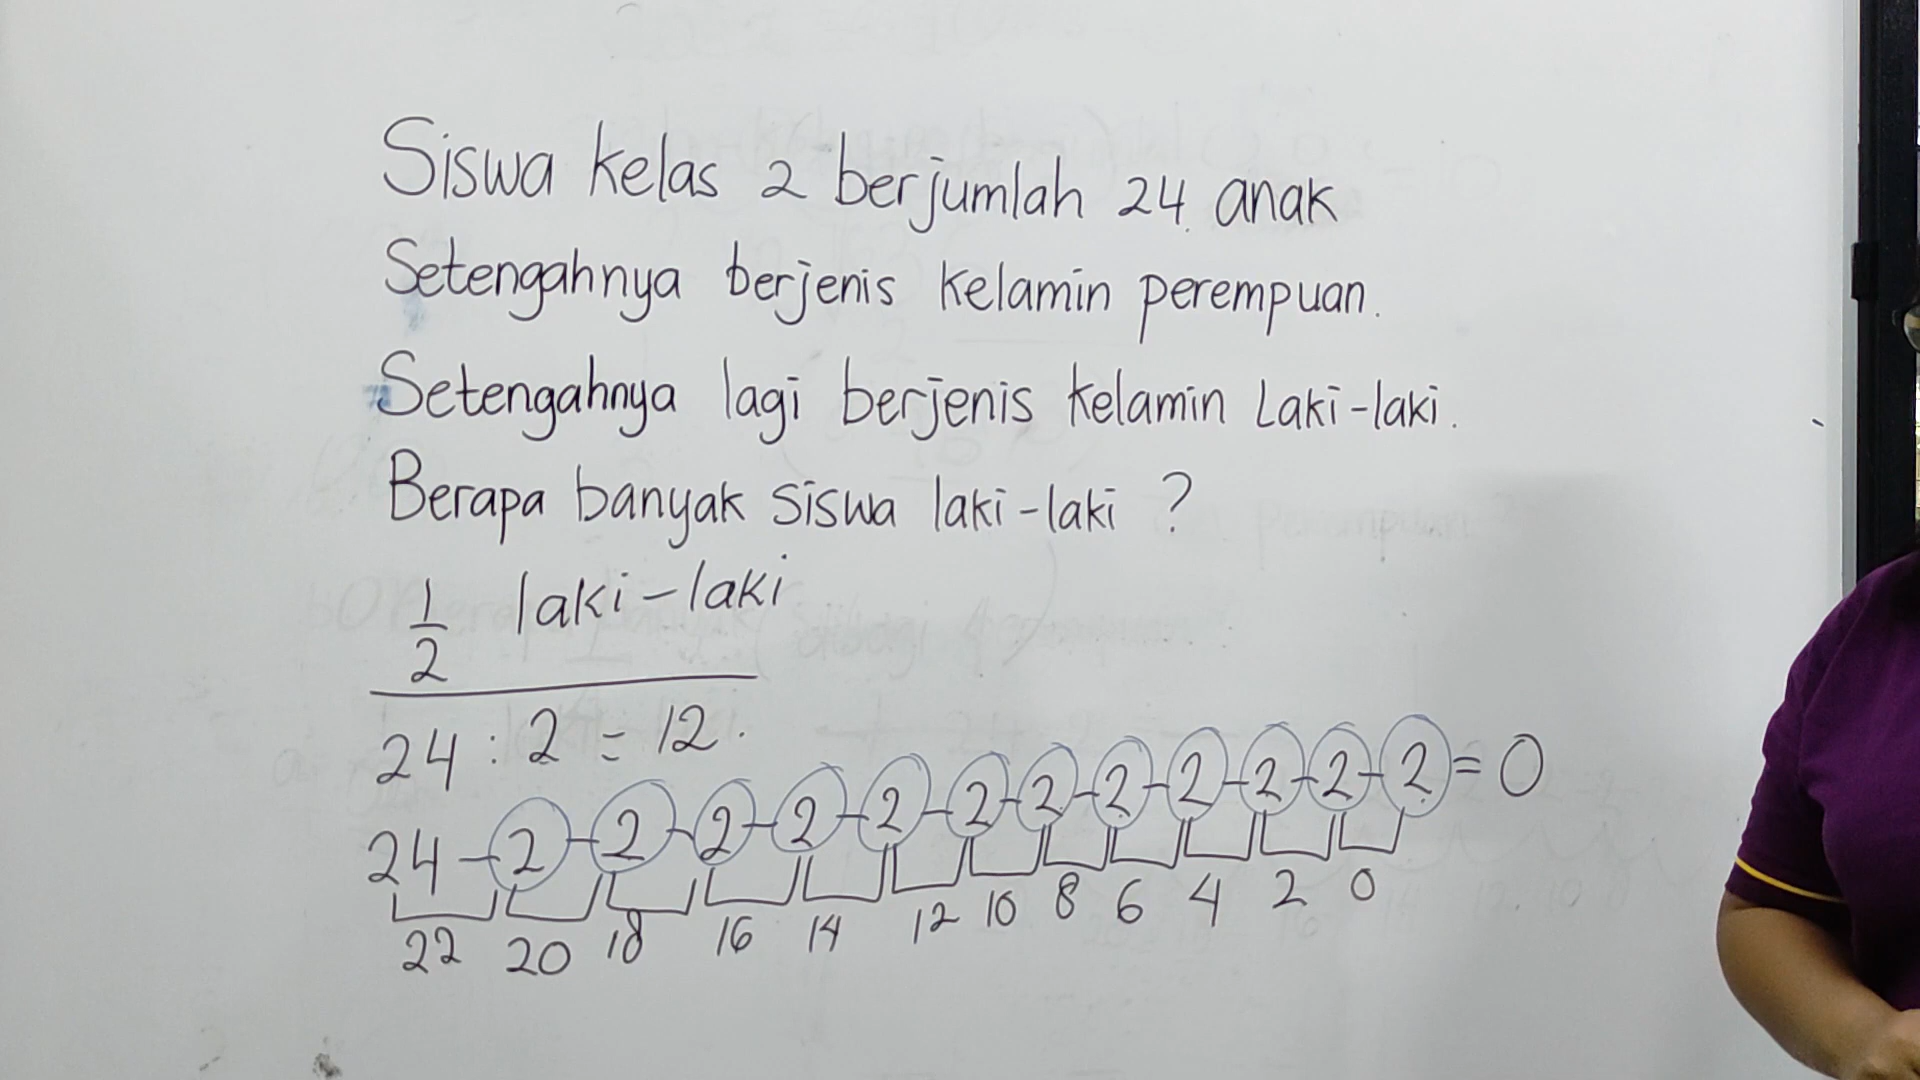 Siswa kelas 2 berjumlah 24 anak
Setengahnya berjenis kelamin perempuan.
Setengahnya lagi berjenis kelamin Laki-laki.
Berapa banyak siswa laki-laki ?
1/2 laki-laki
24 : 2 = 12.
24 - 2 - 2 - 2 - 2 - 2 - 2 - 2 - 2 - 2 - 2 - 2 - 2 = 0
22 20 18 16 14 12 10 8 6 4 2 0